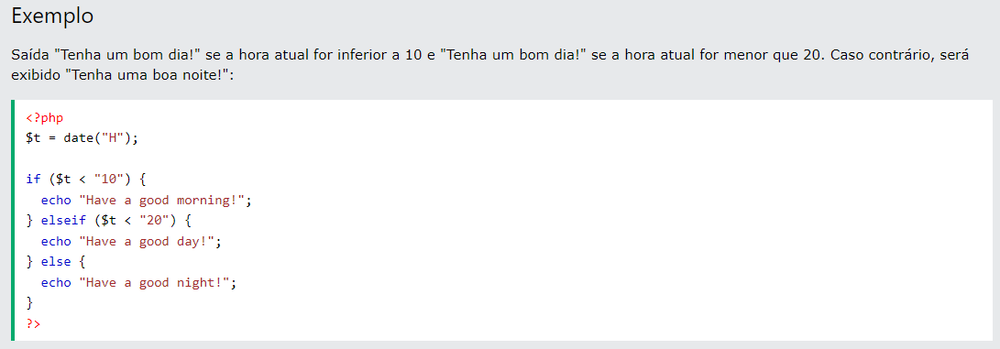 Exemplo
Saída "Tenha um bom dia!" se a hora atual for inferior a 10 e "Tenha um bom dia!" se a hora atual for menor que 20. Caso contrário, será
exibido "Tenha uma boa noite!":
<?php
$t = date("H");
if ($t < "10") {
  echo "Have a good morning!";
} elseif ($t < "20") {
  echo "Have a good day!";
} else {
  echo "Have a good night!";
}
?>